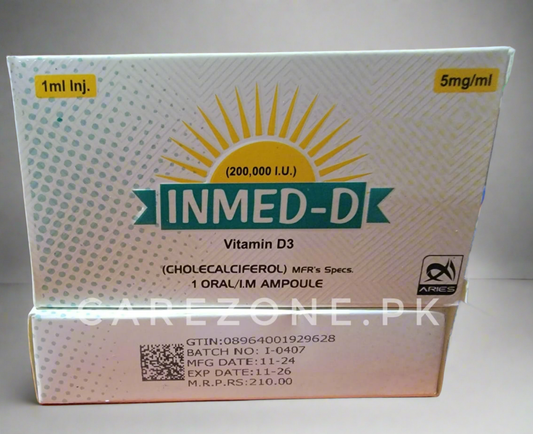 1ml Inj.
5mg/ml
(200,000 I.U.)
INMED-D
Vitamin D3
(CHOLECALCIFEROL) MFR's Specs.
1 ORAL/I.M AMPOULE
ARIES
CAREZONE.PK
GTIN:08964001929628
BATCH NO: I-0407
MFG DATE:11-24
EXP DATE:11-26
M.R.P.RS:210.00